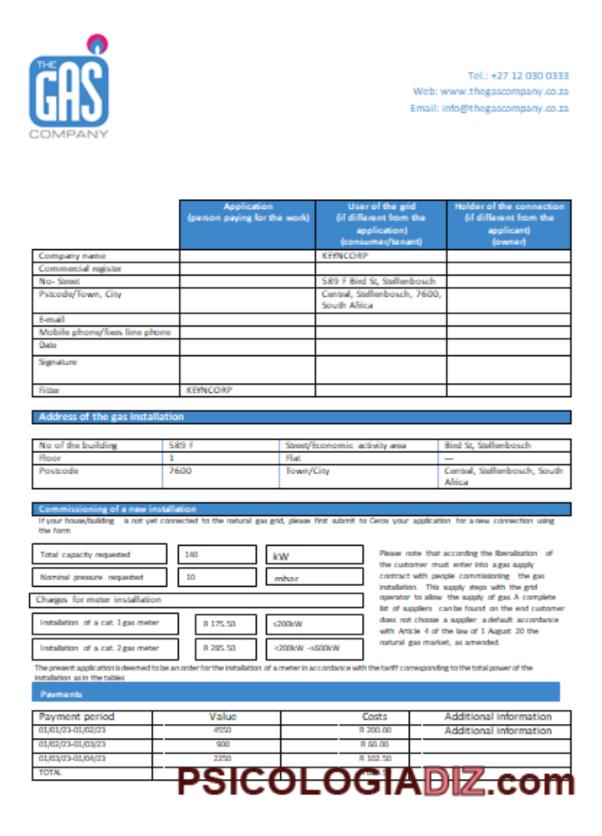 THE
GAS
COMPANY
Tel.: +27 12 030 0333
Web: www.thegascompany.co.za
Email: info@thegascompany.co.za
Application (person paying for the work)
User of the grid (if different from the application) (consumer/tenant)
Holder of the connection (if different from the applicant) (owner)
Company name KEYNCORP
Commercial register
No- Street 589 F Bird St, Stellenbosch
Pstcode/Town, City Central, Stellenbosch, 7600, South Africa
E-mail
Mobile phone/fixes line phone
Date
Signature
Fitter KEYNCORP
Address of the gas installation
No of the building 589 F Street/Economic activity area Bird St, Stellenbosch
Floor 1 Flat —
Postcode 7600 Town/City Central, Stellenbosch, South Africa
Commissioning of a new installation
If your house/building is not yet connected to the natural gas grid, please first submit to Ceros your application for a new connection using
the form
Total capacity requested 140 kW
Nominal pressure requested 10 mbar
Charges for meter installation
Installation of a cat. 1 gas meter R 175.50 ≤200kW
Installation of a cat. 2 gas meter R 285.50 <200kW -≤600kW
Please note that according the liberalization of
the customer must enter into a gas supply
contract with people commissioning the gas
installation. This supply steps with the grid
operator to allow the supply of gas. A complete
list of suppliers can be found on the end customer
does not choose a supplier a default accordance
with Article 4 of the law of 1 August 20 the
natural gas market, as amended.
The present application is deemed to be an order for the installation of a meter in accordance with the tariff corresponding to the total power of the
installation as in the tables
Payments
Payment period Value Costs Additional information
01/01/23-01/02/23 4550 R 200.00 Additional information
01/02/23-01/03/23 900 R 60.00
01/03/23-01/04/23 2250 R 102.50
TOTAL
PSICOLOGIADIZ.com